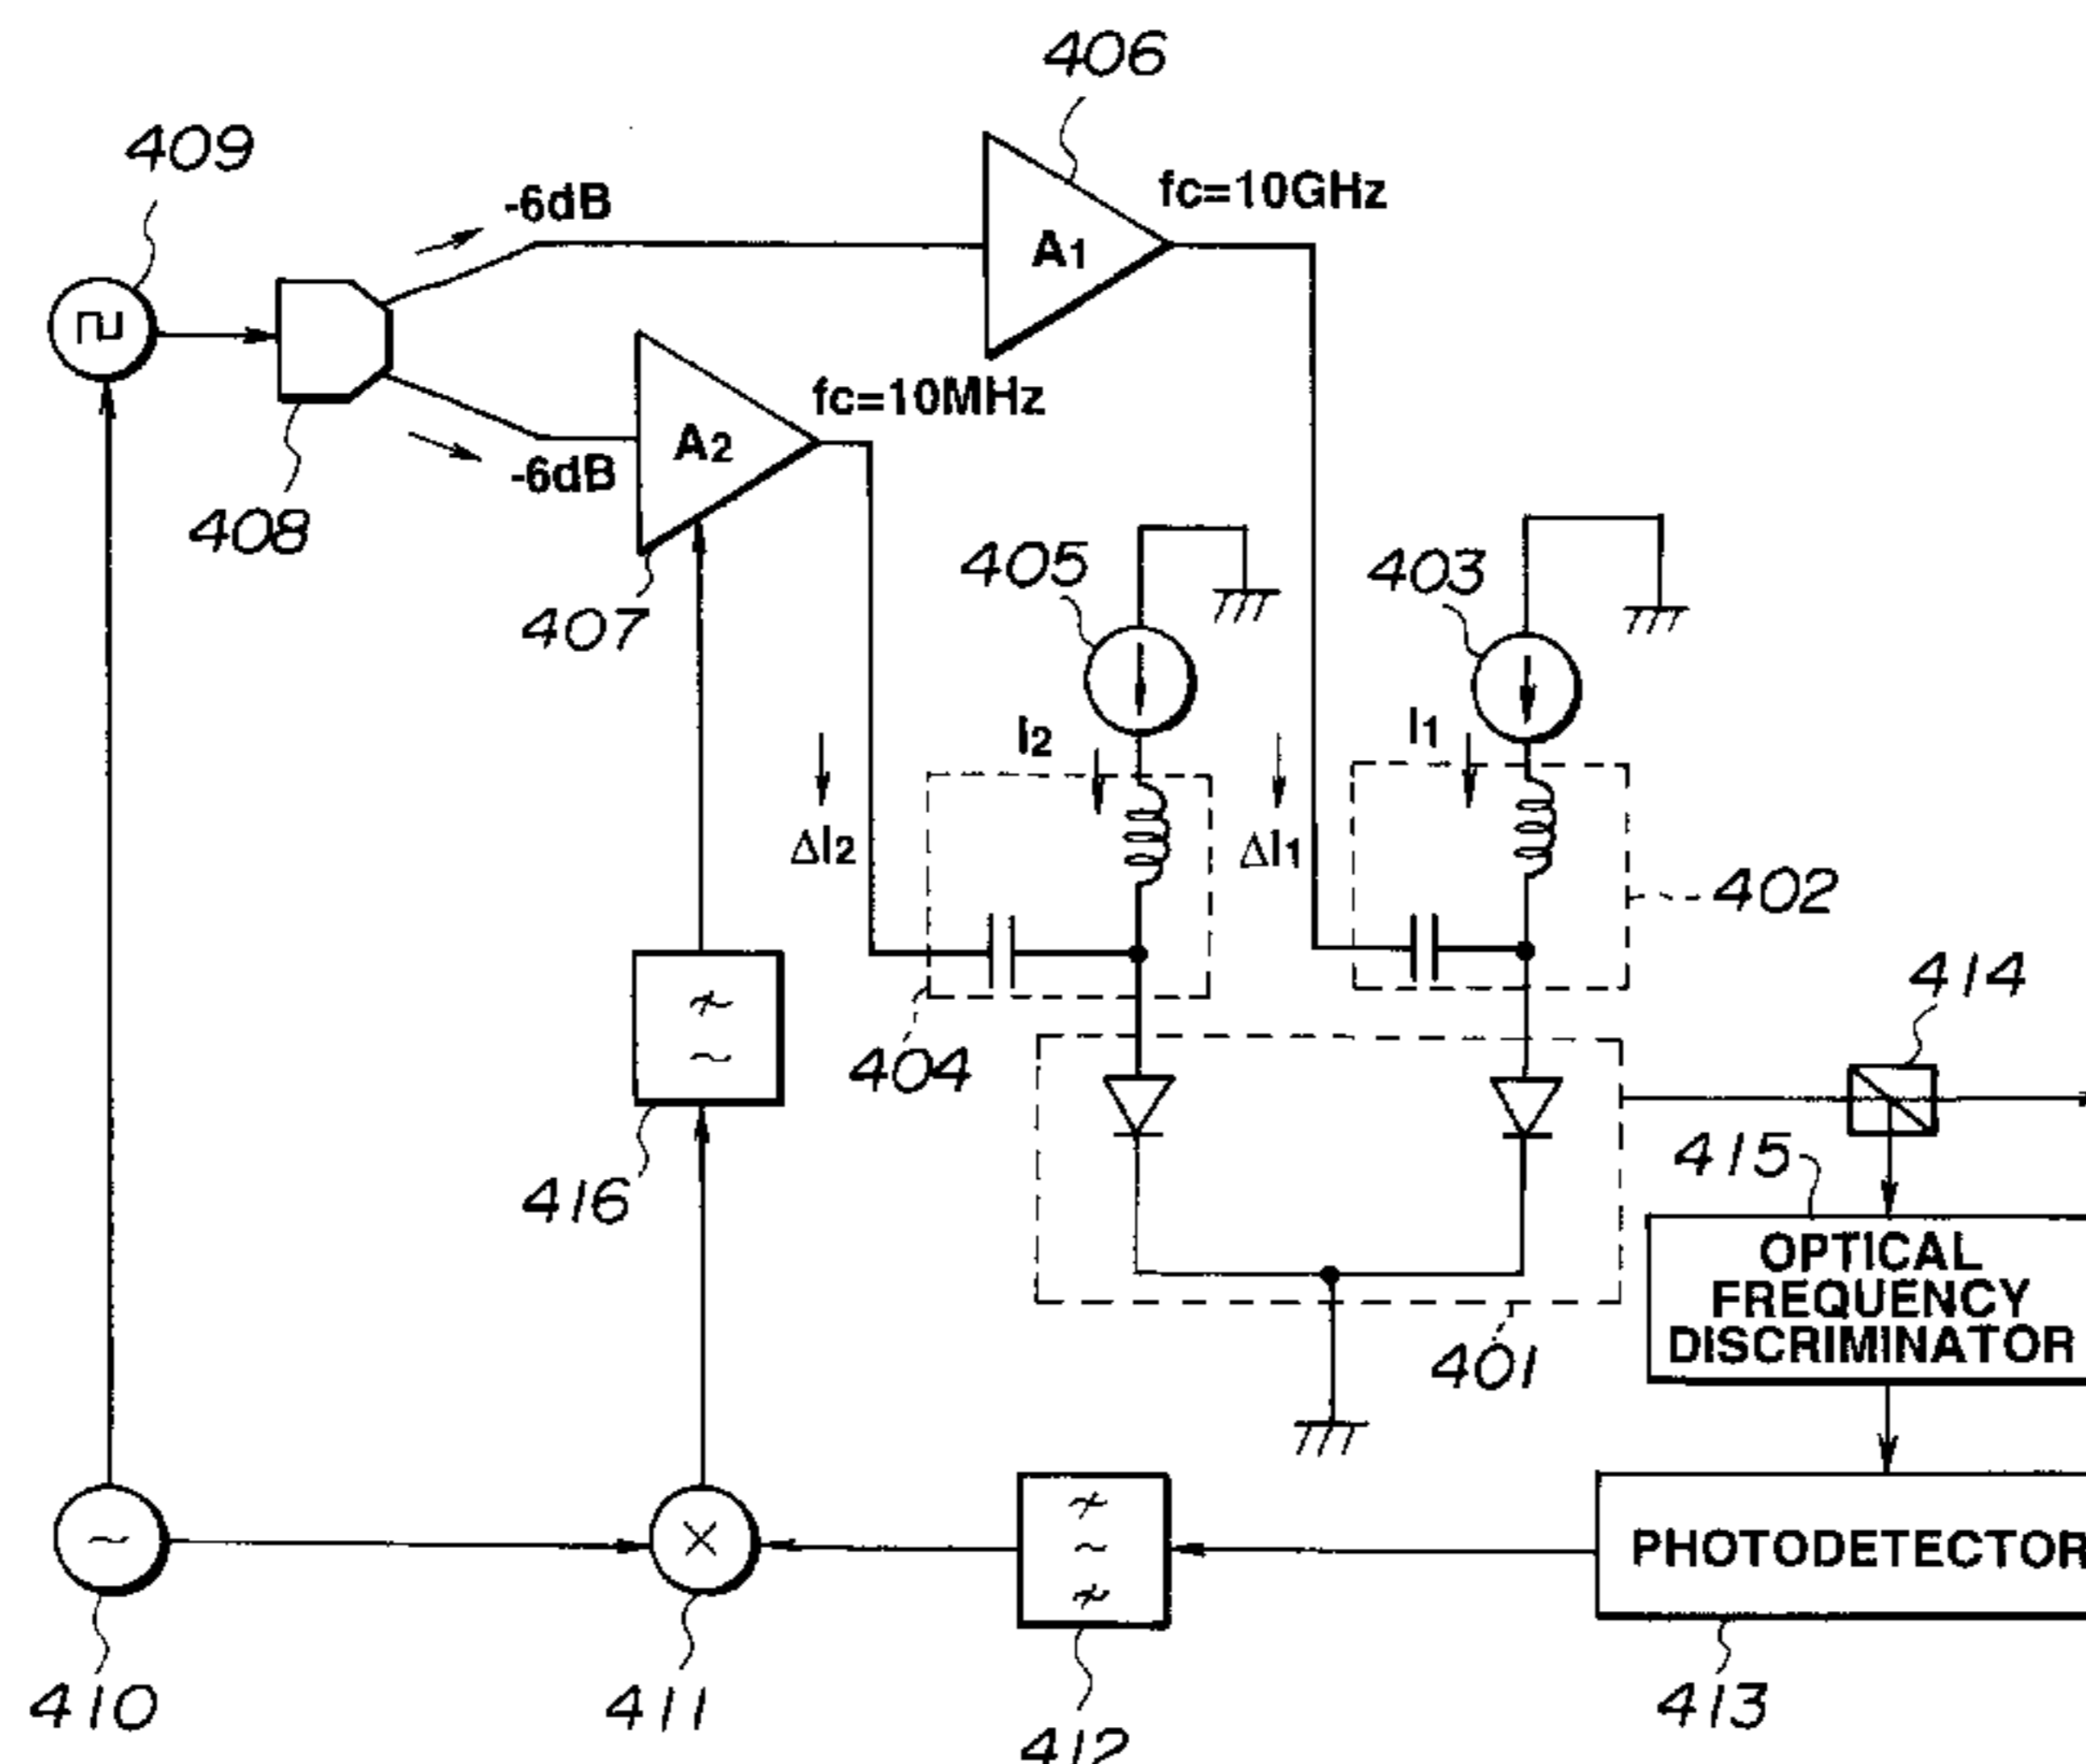 406
409
-6dB
fc=10GHz
A1
fc=10MHz
A2
-6dB
408
405
403
407
I2
I1
ΔI2
ΔI1
402
414
404
415
416
OPTICAL
FREQUENCY
DISCRIMINATOR
401
PHOTODETECTOR
410
411
412
413